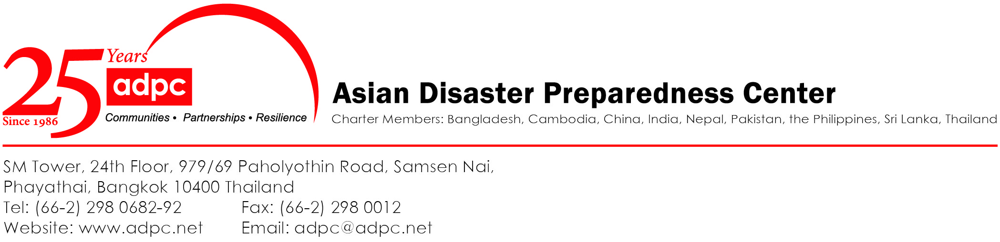 25 Years
adpc
Since 1986
Communities • Partnerships • Resilience
Asian Disaster Preparedness Center
Charter Members: Bangladesh, Cambodia, China, India, Nepal, Pakistan, the Philippines, Sri Lanka, Thailand
SM Tower, 24th Floor, 979/69 Paholyothin Road, Samsen Nai,
Phayathai, Bangkok 10400 Thailand
Tel: (66-2) 298 0682-92 Fax: (66-2) 298 0012
Website: www.adpc.net Email: adpc@adpc.net